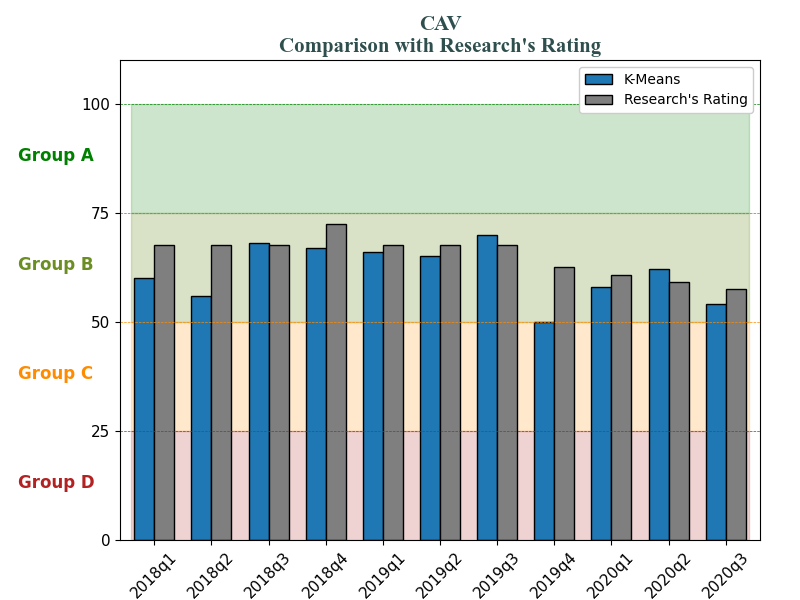 CAV
Comparison with Research's Rating
K-Means
Research's Rating
100
Group A
75
Group B
50
Group C
25
Group D
0
2018q1
2018q2
2018q3
2018q4
2019q1
2019q2
2019q3
2019q4
2020q1
2020q2
2020q3